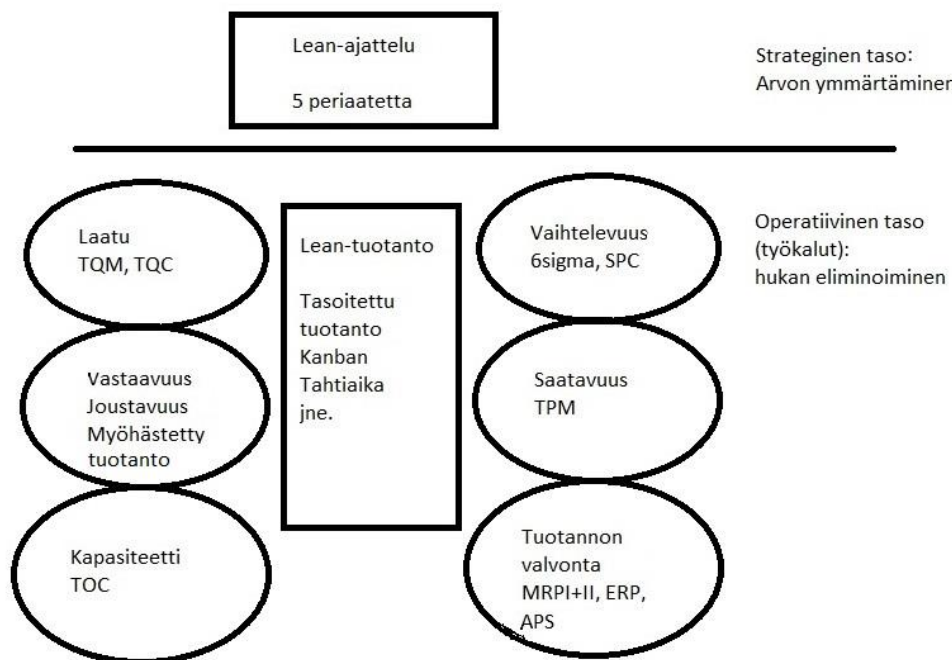 Lean-ajattelu
5 periaatetta
Strateginen taso:
Arvon ymmärtäminen
Laatu
TQM, TQC
Vastaavuus
Joustavuus
Myöhästetty
tuotanto
Kapasiteetti
TOC
Lean-tuotanto
Tasoitettu
tuotanto
Kanban
Tahtiaika
jne.
Vaihtelevuus
6sigma, SPC
Saatavuus
TPM
Tuotannon
valvonta
MRPI+II, ERP,
APS
Operatiivinen taso
(työkalut):
hukan eliminoiminen